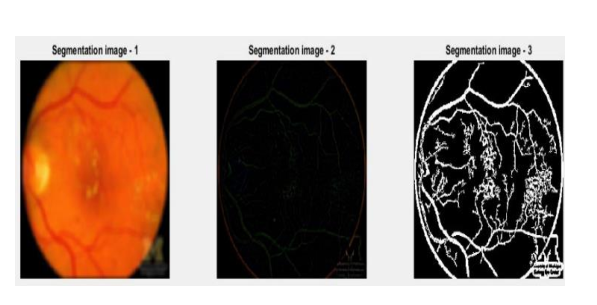 Segmentation image - 1
Segmentation image - 2
Segmentation image - 3